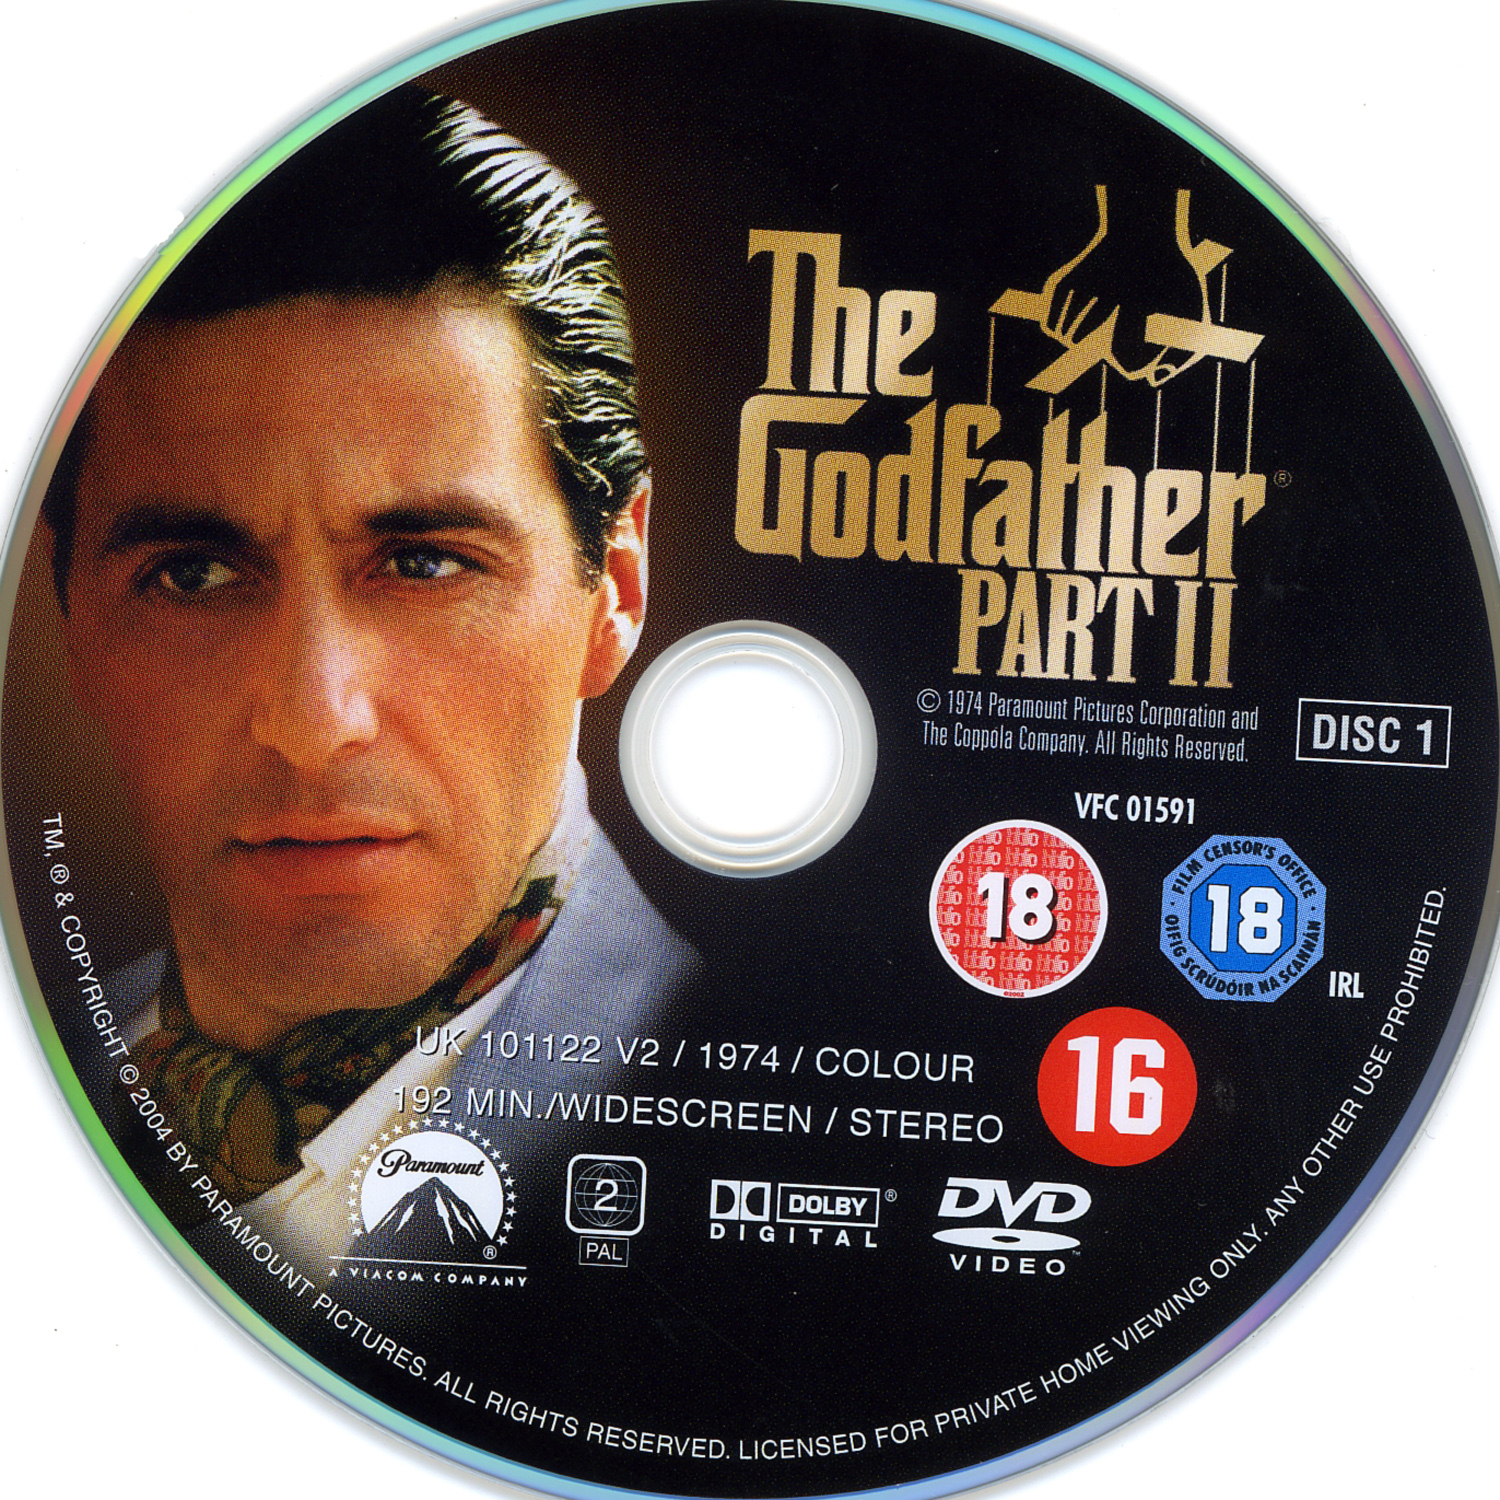 The
Godfather®
PART II
© 1974 Paramount Pictures Corporation and
The Coppola Company. All Rights Reserved.
DISC 1
VFC 01591
18
bbfc
©2002
FILM CENSOR'S OFFICE
18
OIFIG SCRÚDÓIR NA SCANNÁN
IRL
16
UK 101122 V2 / 1974 / COLOUR
192 MIN./WIDESCREEN / STEREO
Paramount®
A VIACOM COMPANY
2
PAL
DOLBY®
DIGITAL
DVD
VIDEO™
TM, ® & COPYRIGHT © 2004 BY PARAMOUNT PICTURES. ALL RIGHTS RESERVED. LICENSED FOR PRIVATE HOME VIEWING ONLY. ANY OTHER USE PROHIBITED.